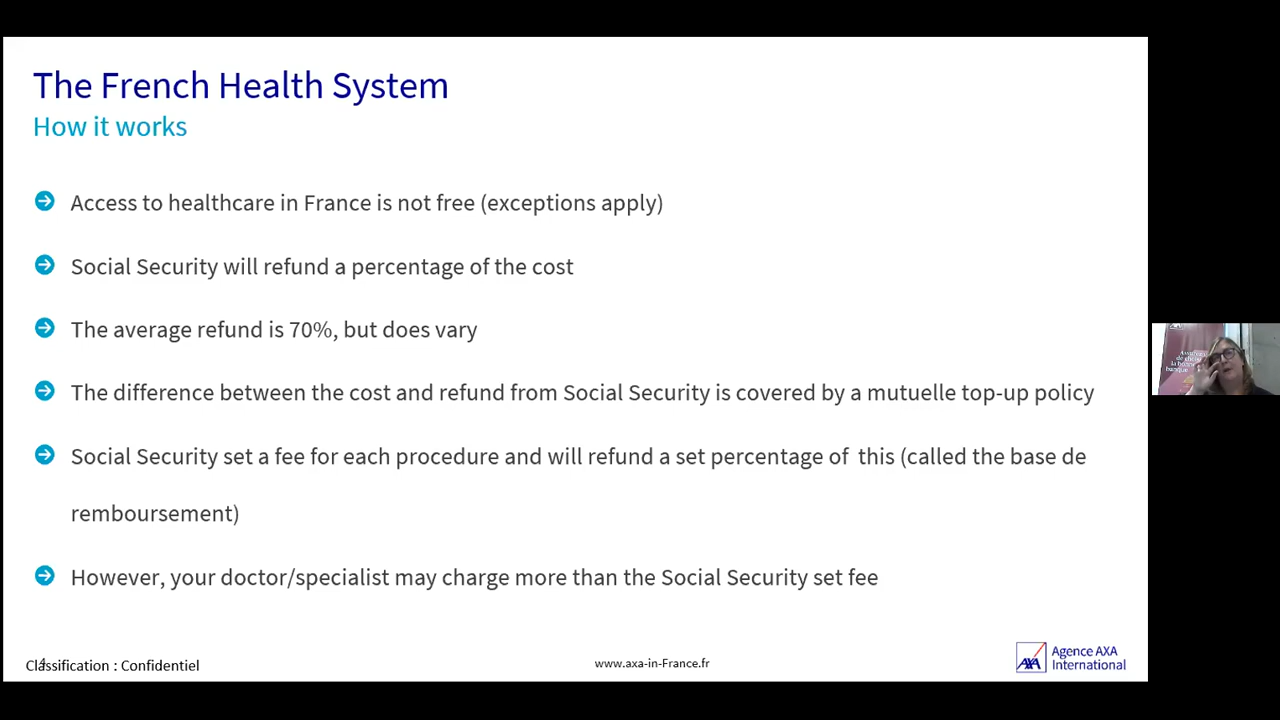 The French Health System
How it works
Access to healthcare in France is not free (exceptions apply)
Social Security will refund a percentage of the cost
The average refund is 70%, but does vary
The difference between the cost and refund from Social Security is covered by a mutuelle top-up policy
Social Security set a fee for each procedure and will refund a set percentage of this (called the base de
remboursement)
However, your doctor/specialist may charge more than the Social Security set fee
Classification : Confidentiel
www.axa-in-France.fr
AXA
Agence AXA
International